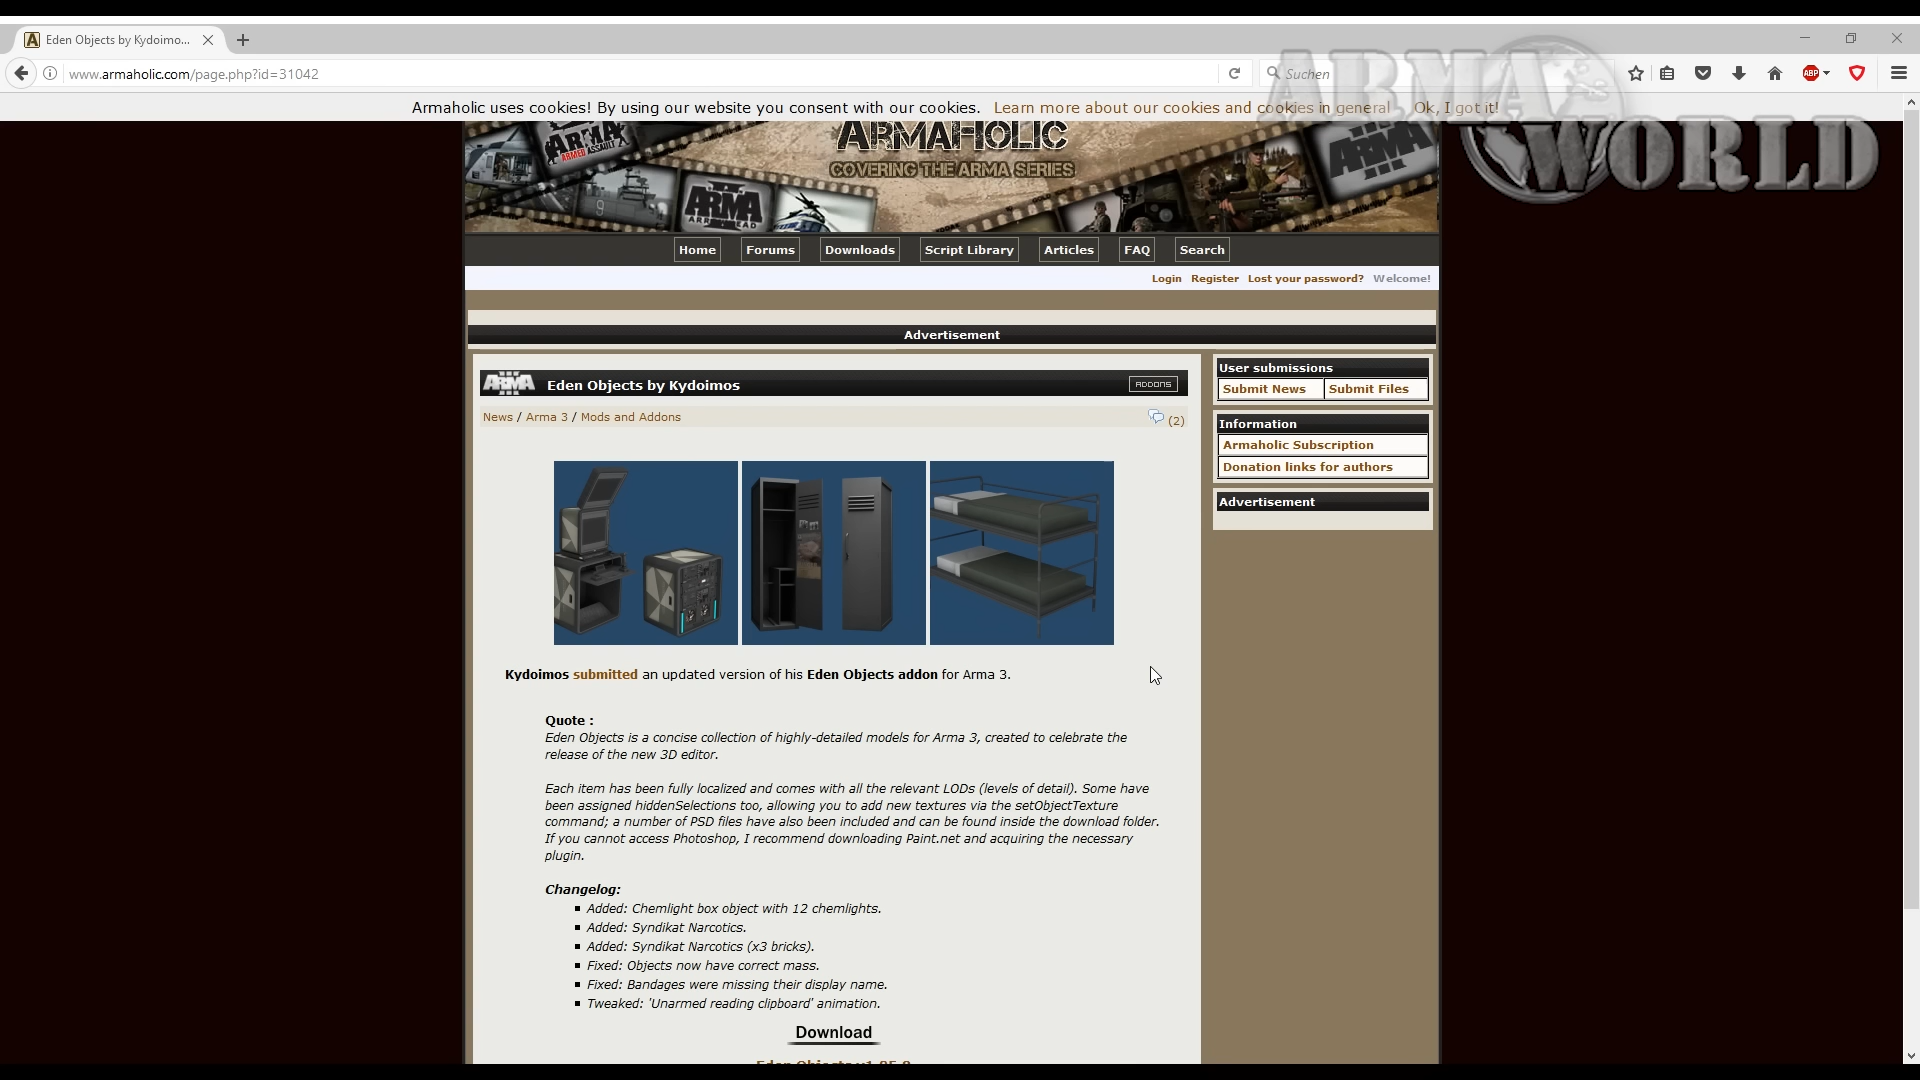 Eden Objects by Kydoimo...
www.armaholic.com/page.php?id=31042
Suchen
ABP
Armaholic uses cookies! By using our website you consent with our cookies. Learn more about our cookies and cookies in general Ok, I got it!
ARMA
WORLD
ARMAHOLIC
COVERING THE ARMA SERIES
ARMA
ARMED ASSAULT
ARMA
ARMA
Home Forums Downloads Script Library Articles FAQ Search
Login Register Lost your password? Welcome!
Advertisement
ARMA Eden Objects by Kydoimos ADDONS
News / Arma 3 / Mods and Addons (2)
Kydoimos submitted an updated version of his Eden Objects addon for Arma 3.
Quote :
Eden Objects is a concise collection of highly-detailed models for Arma 3, created to celebrate the
release of the new 3D editor.
Each item has been fully localized and comes with all the relevant LODs (levels of detail). Some have
been assigned hiddenSelections too, allowing you to add new textures via the setObjectTexture
command; a number of PSD files have also been included and can be found inside the download folder.
If you cannot access Photoshop, I recommend downloading Paint.net and acquiring the necessary
plugin.
Changelog:
Added: Chemlight box object with 12 chemlights.
Added: Syndikat Narcotics.
Added: Syndikat Narcotics (x3 bricks).
Fixed: Objects now have correct mass.
Fixed: Bandages were missing their display name.
Tweaked: 'Unarmed reading clipboard' animation.
Download
User submissions
Submit News Submit Files
Information
Armaholic Subscription
Donation links for authors
Advertisement